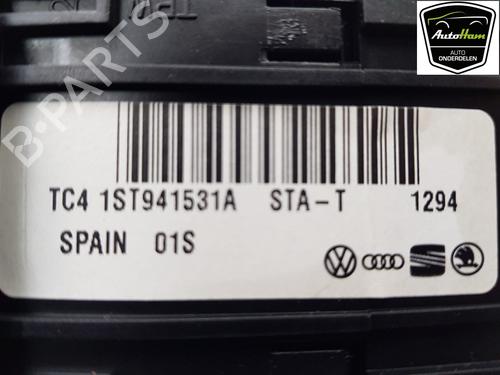 AutoHam
AUTO
ONDERDELEN
B-PARTS
TC4 1ST941531A STA-T 1294
SPAIN 01S